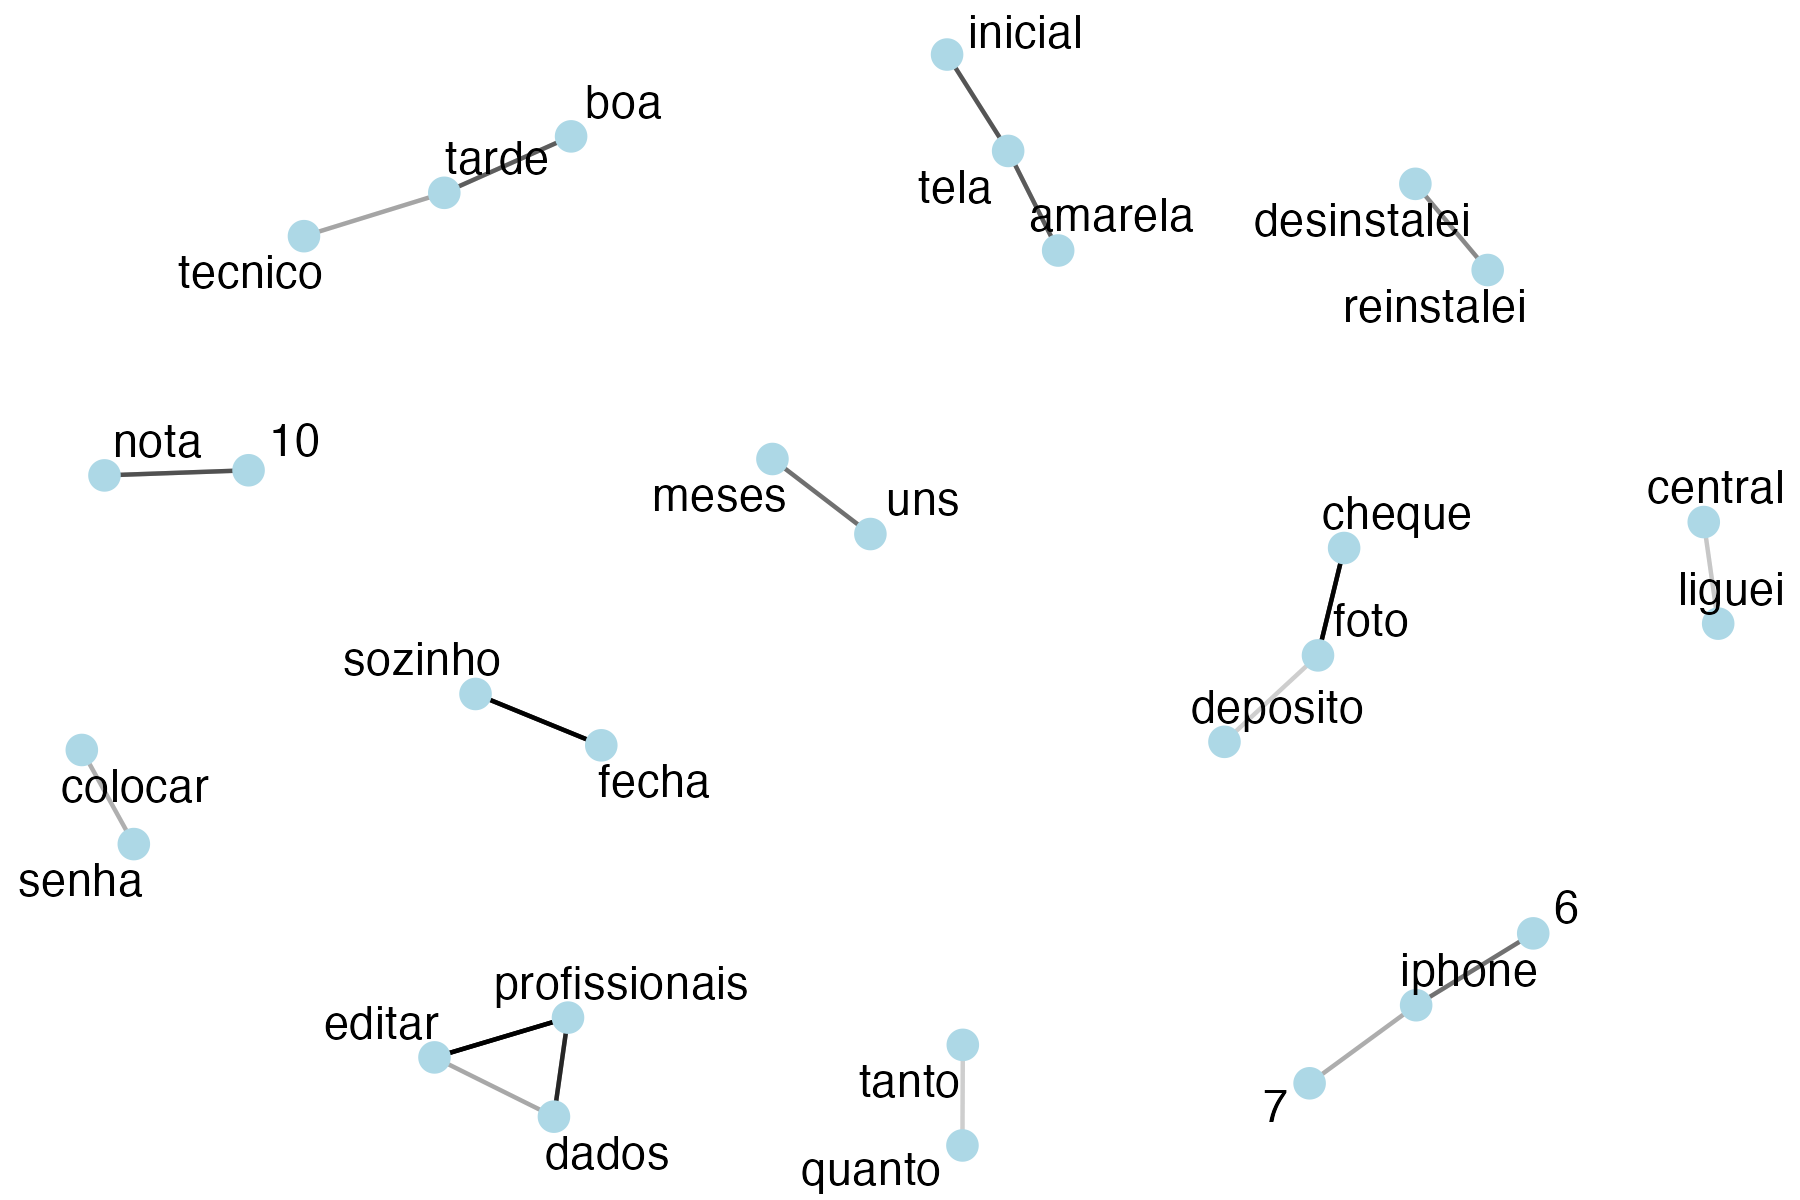 inicial
boa
tarde
tela
amarela
desinstalei
tecnico
reinstalei
nota
10
meses
uns
central
cheque
liguei
foto
sozinho
deposito
fecha
colocar
senha
6
iphone
profissionais
editar
tanto
7
dados
quanto